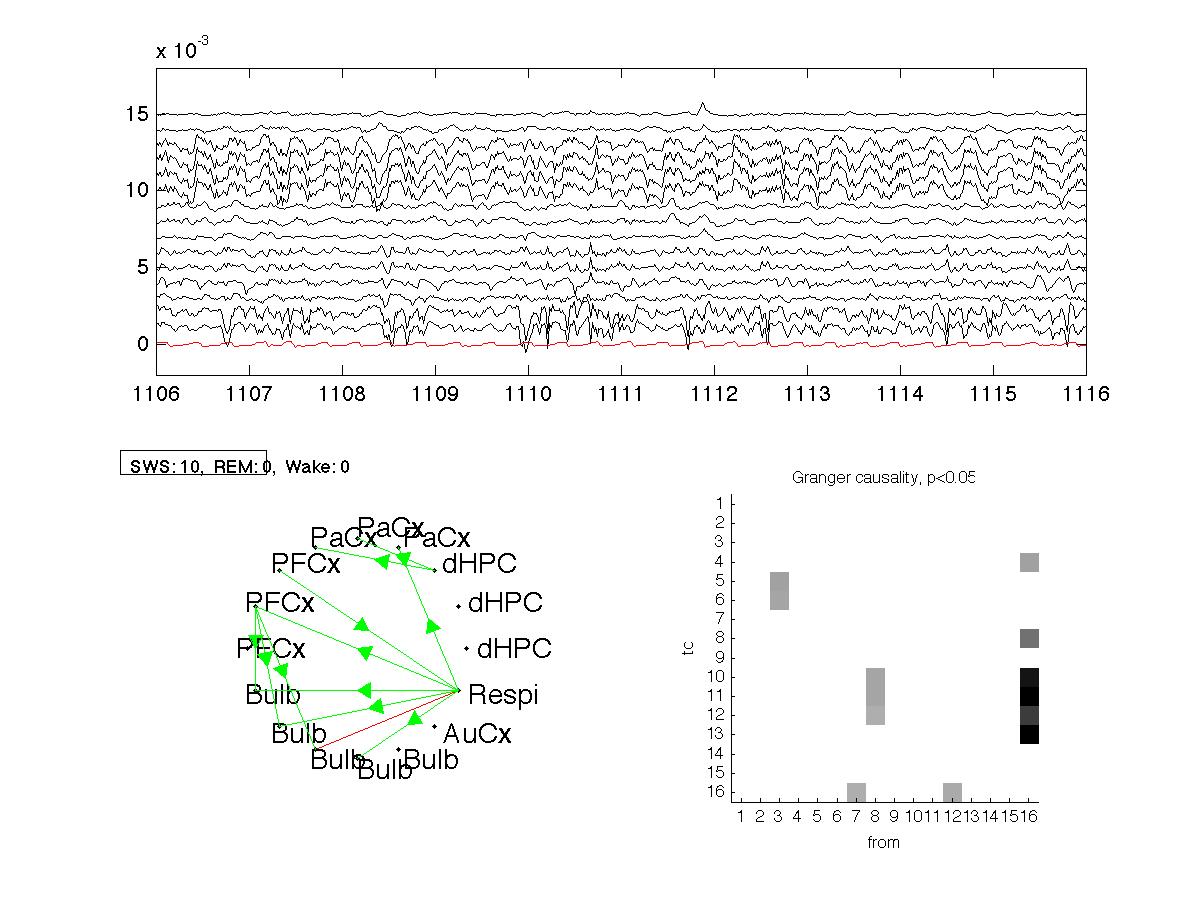 x 10-3
15
10
5
0
1106 1107 1108 1109 1110 1111 1112 1113 1114 1115 1116
SWS:10, REM:0, Wake:0
Granger causality, p<0.05
PaCx
PaCx PaCx
PFCx dHPC
PFCx dHPC
PFCx dHPC
Bulb Respi
Bulb AuCx
Bulb Bulb
Bulb
1
2
3
4
5
6
7
8
9
10
11
12
13
14
15
16
tc
1 2 3 4 5 6 7 8 9 10 11 12 13 14 15 16
from